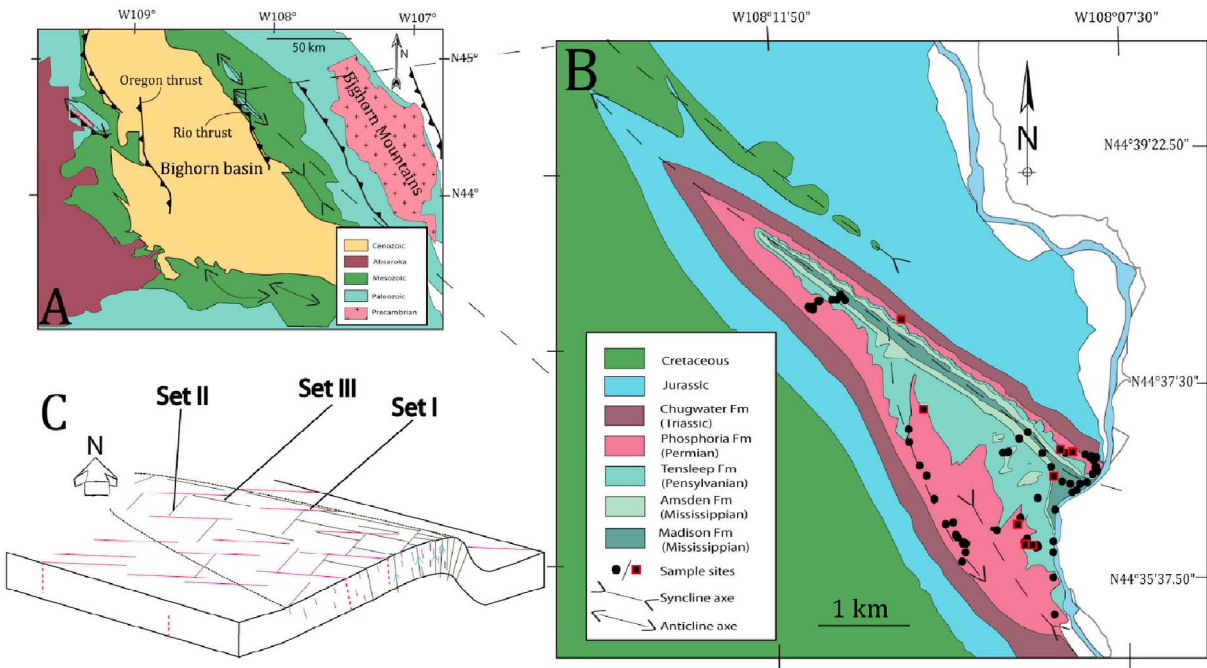 W109°
W108°
W107°
50 km
N
N45°
Oregon thrust
Rio thrust
Bighorn basin
Bighorn Mountains
N44°
A
Cenozoic
Absaroka
Mesozoic
Paleozoic
Precambrian
W108°11'50"
W108°07'30"
B
N
N44°39'22.50"
N44°37'30"
N44°35'37.50"
Cretaceous
Jurassic
Chugwater Fm
(Triassic)
Phosphoria Fm
(Permian)
Tensleep Fm
(Pensylvanian)
Amsden Fm
(Mississippian)
Madison Fm
(Mississippian)
Sample sites
Syncline axe
Anticline axe
1 km
C
Set II
Set III
Set I
N